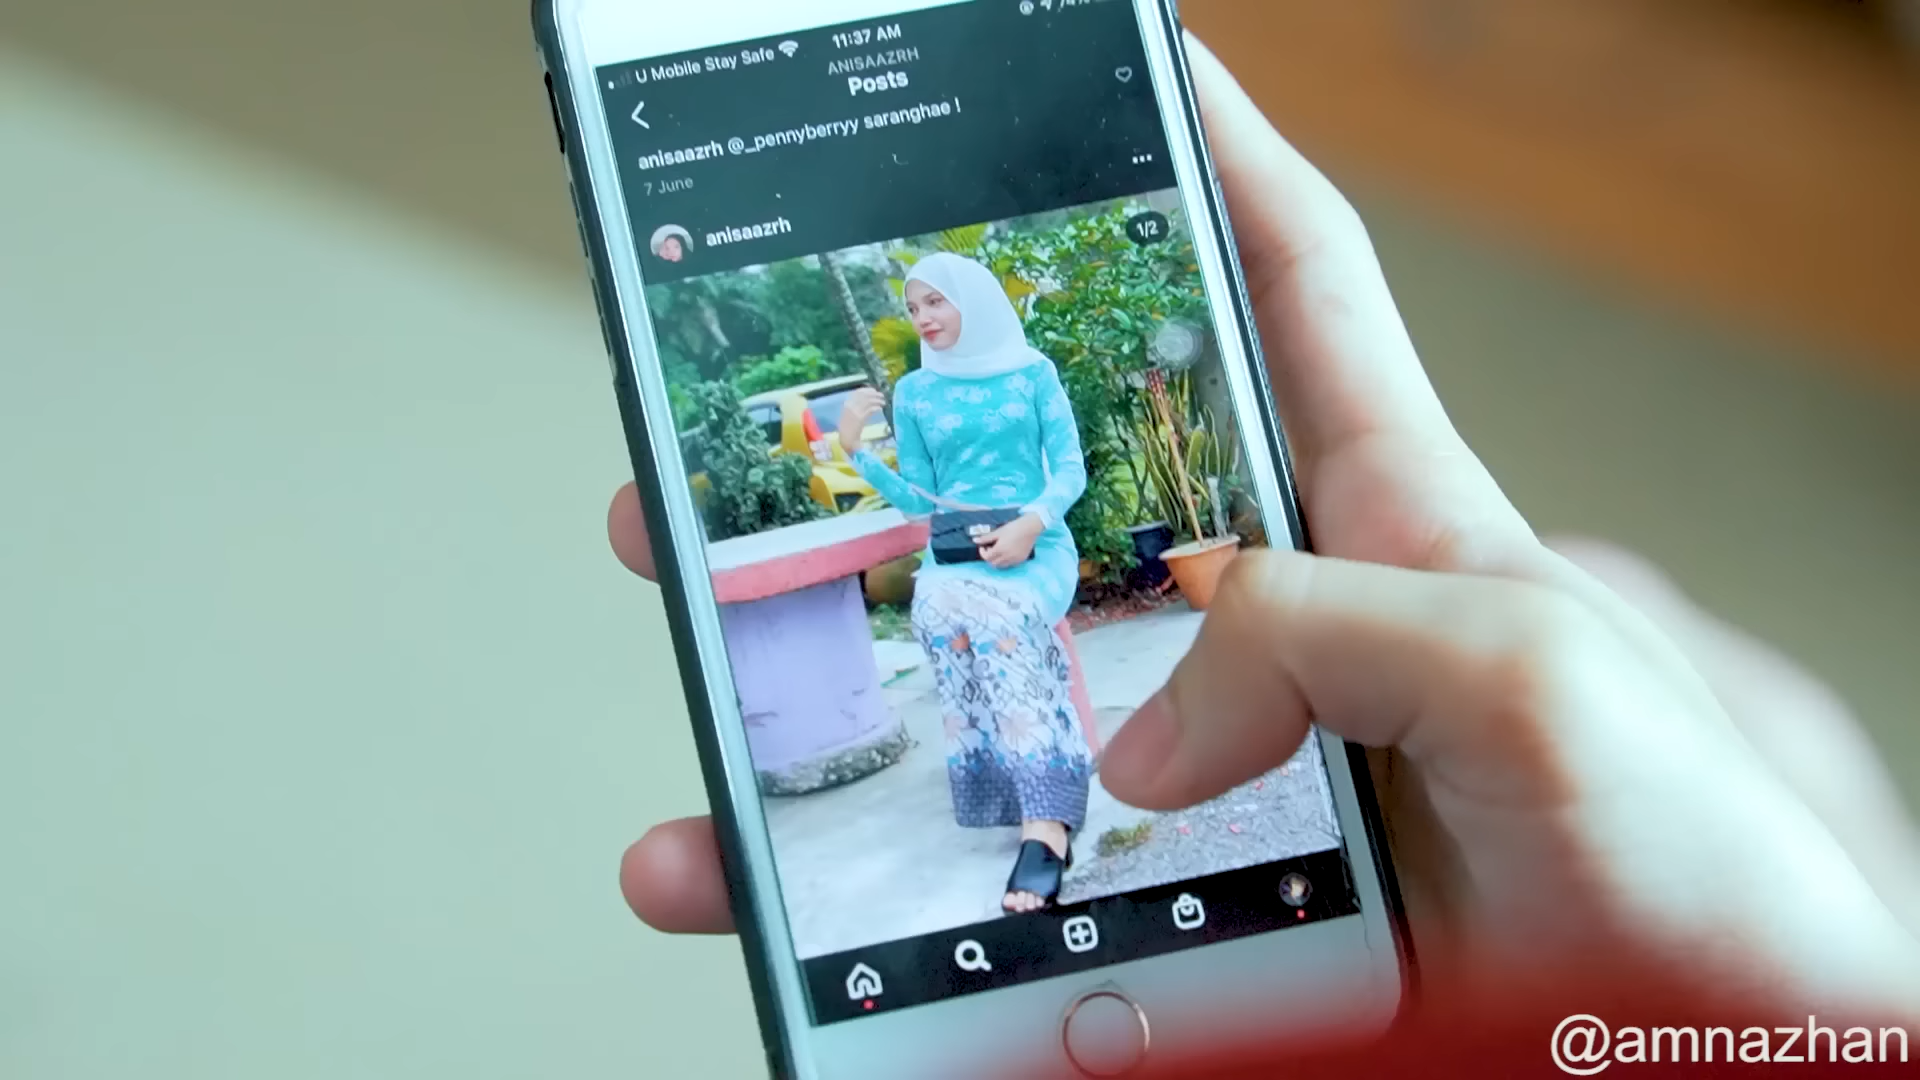 U Mobile Stay Safe 11:37 AM
ANISAAZRH
Posts
anisaazrh @_pennyberryy saranghae !
7 June
anisaazrh
1/2
@amnazhan